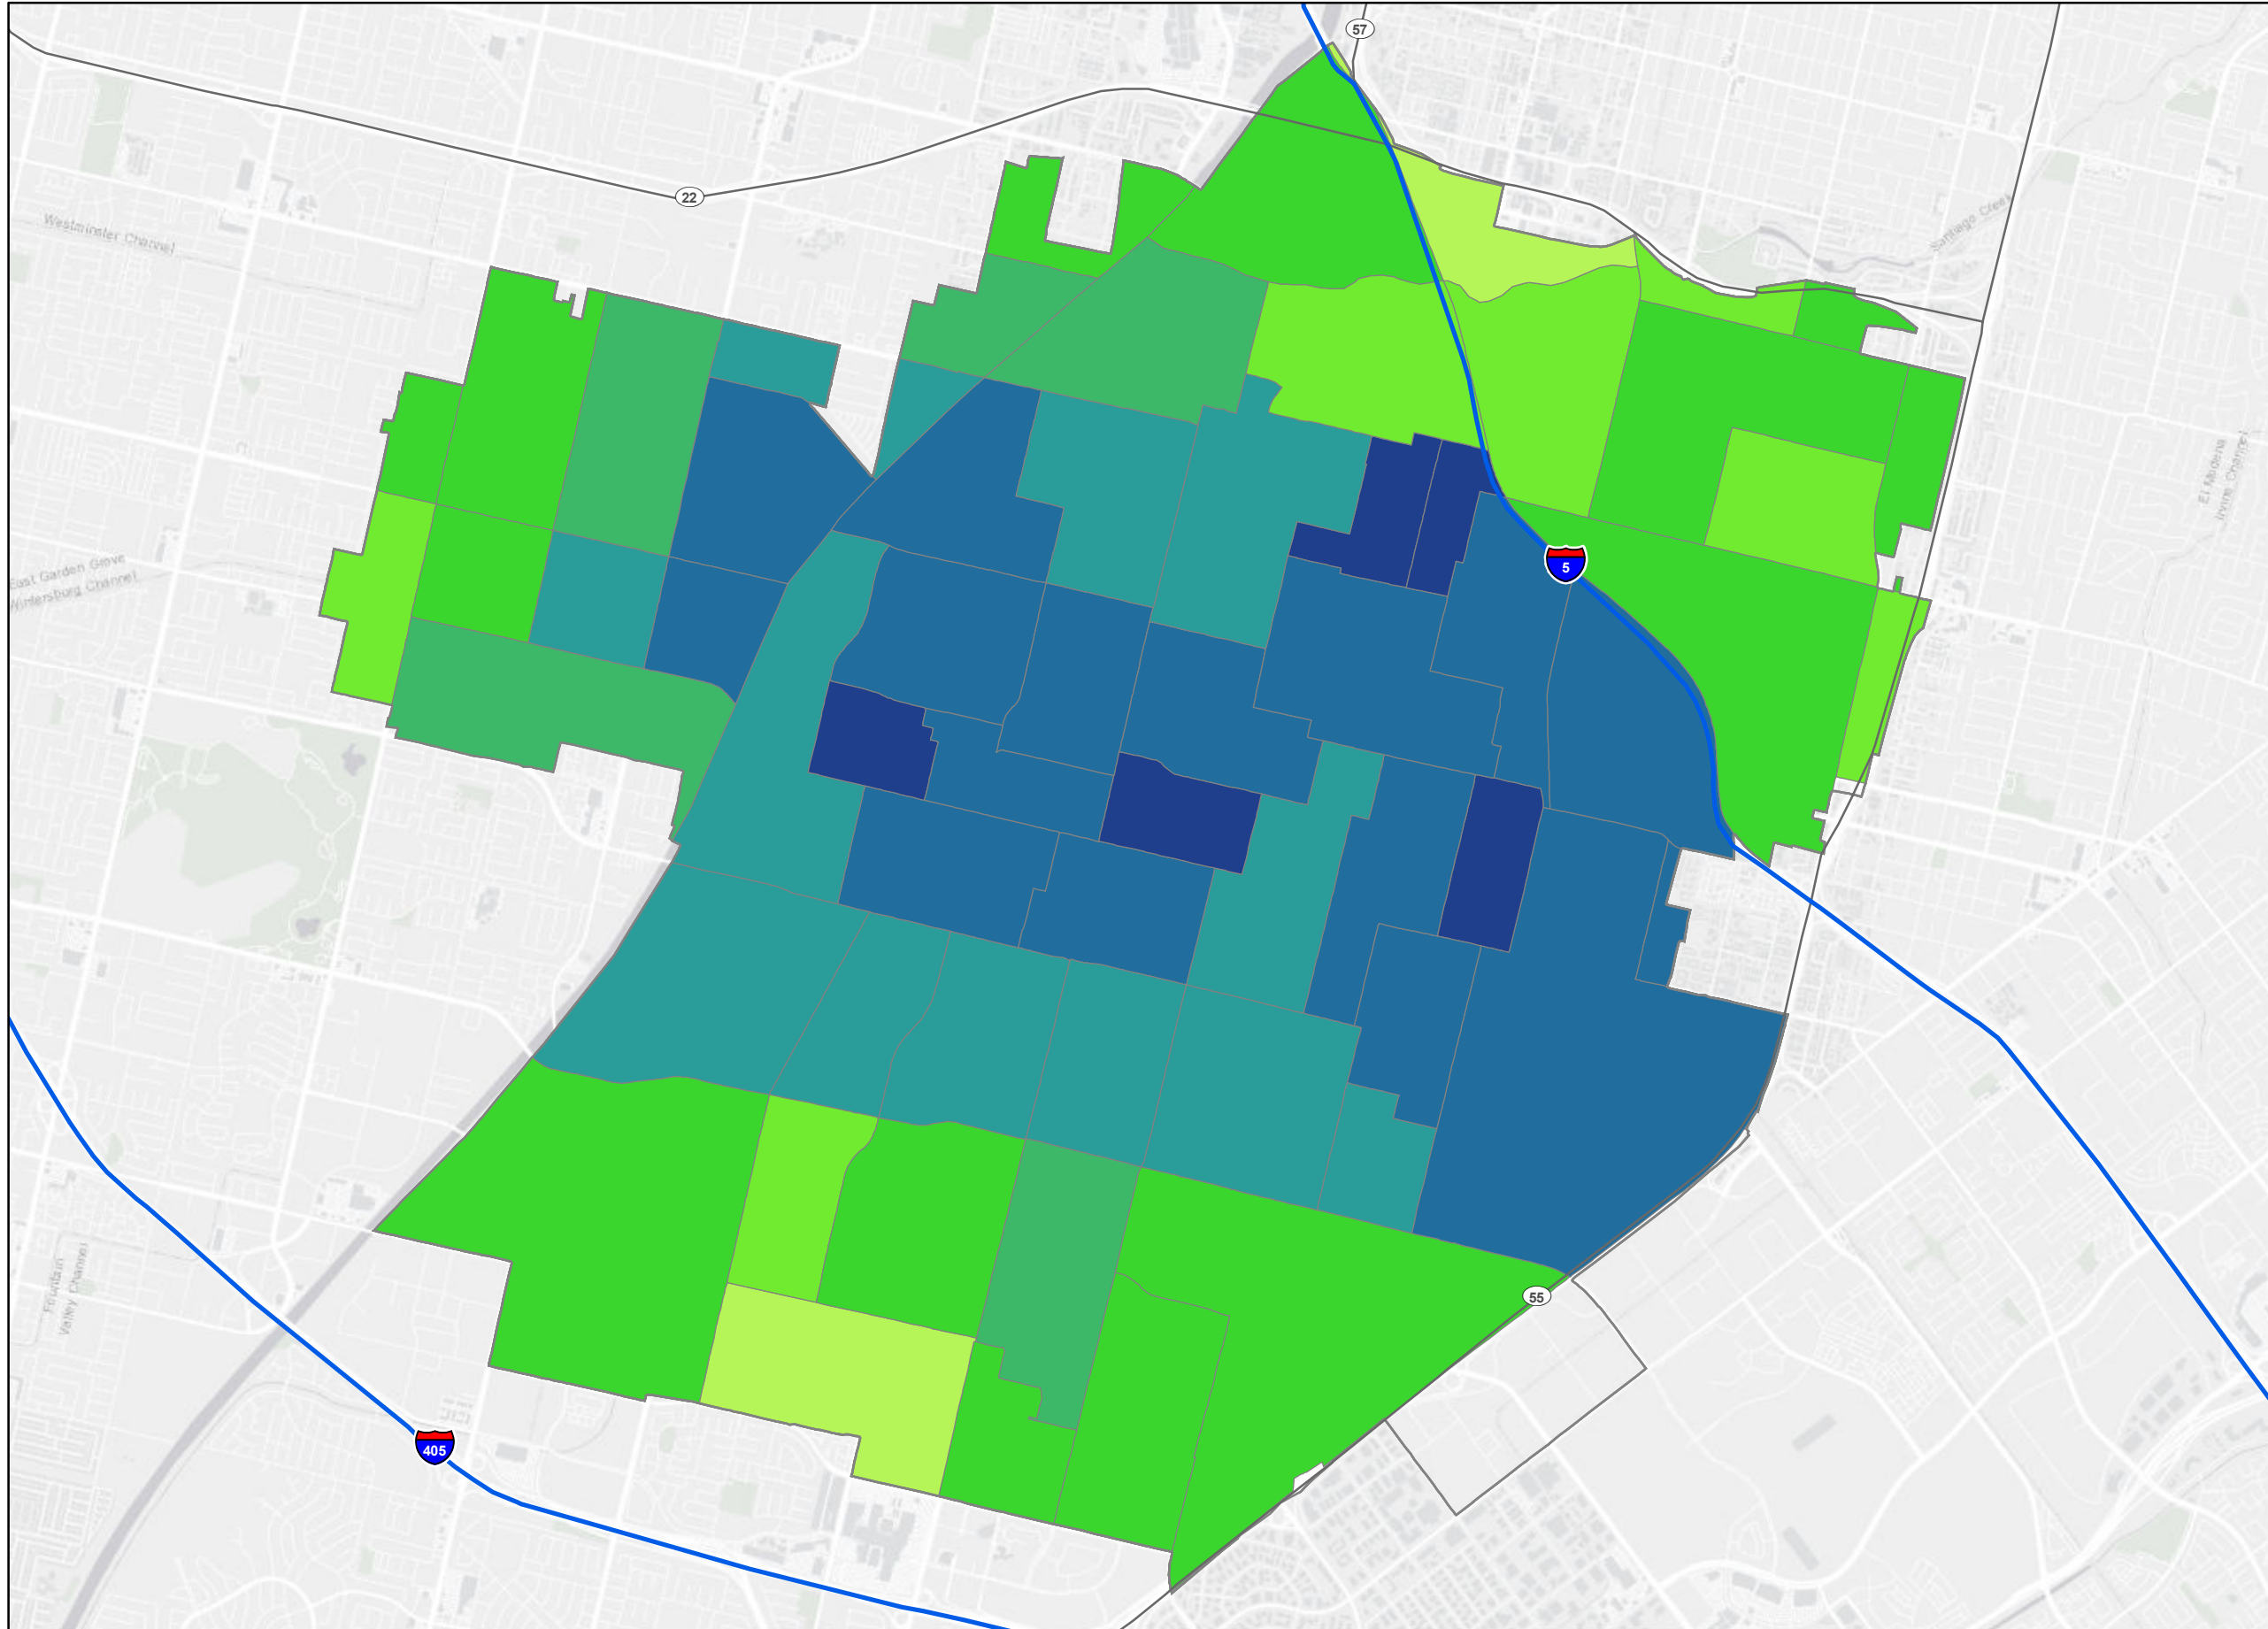 57
22
Westminster Channel
Santiago Creek
El Modena
Irvine Channel
5
East Garden Grove
Wintersburg Channel
Fountain
Valley Channel
55
405